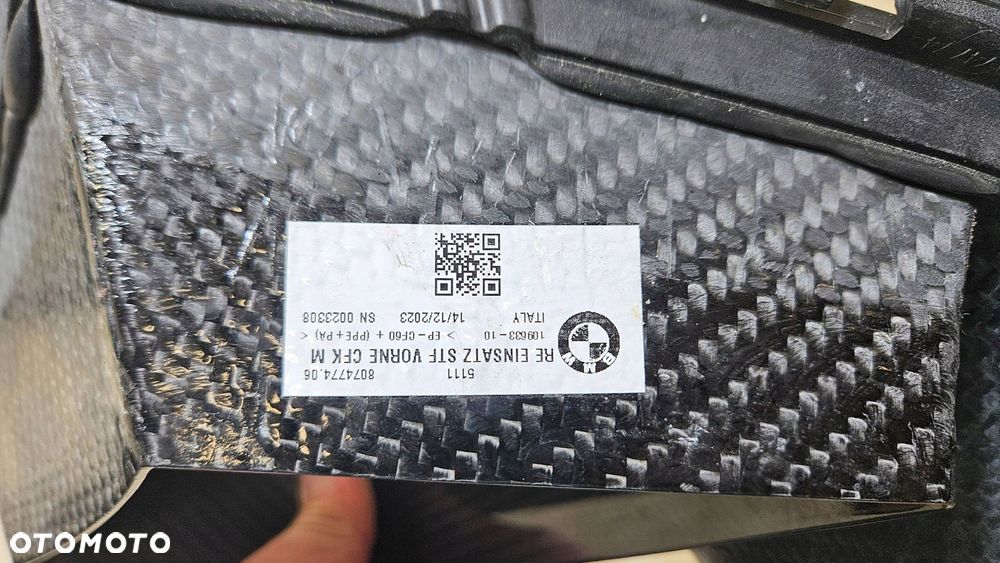 5111 8074774.06
RE EINSATZ STF VORNE CFK M
109633-10 > EP-CF60 + (PPE+PA) <
ITALY 14/12/2023 SN 0023308
BMW
OTOMOTO